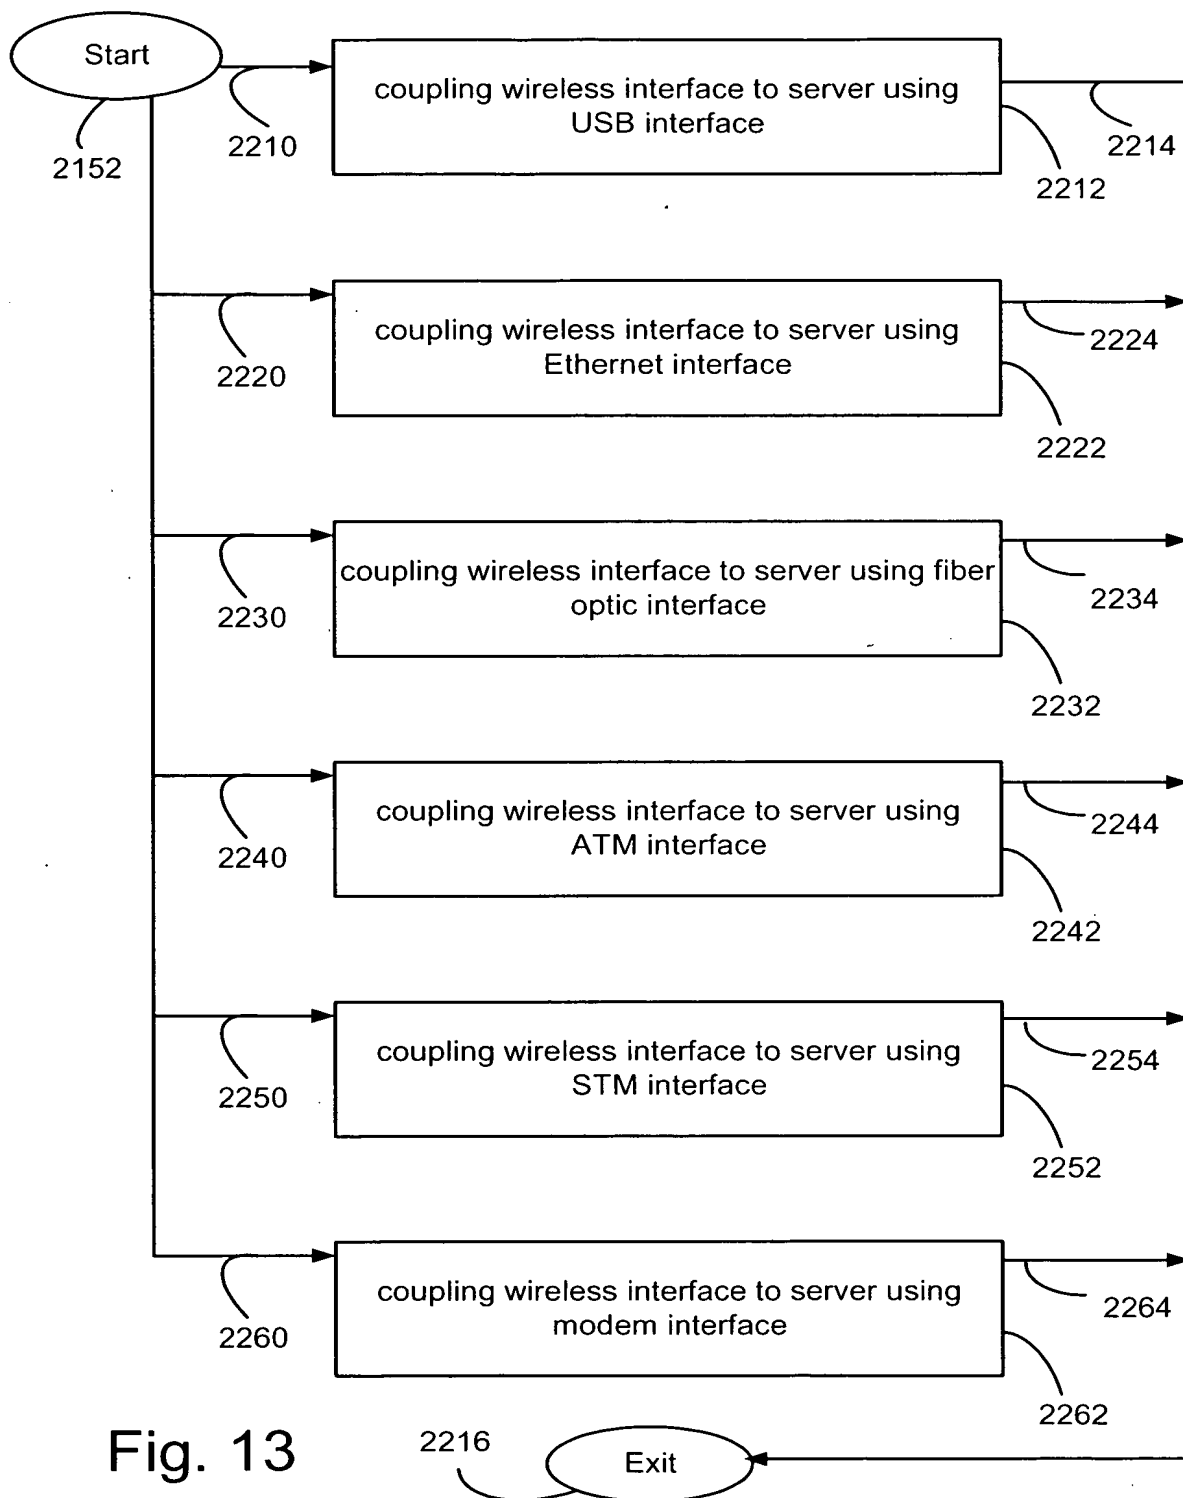 Start
2152
2210
coupling wireless interface to server using
USB interface
2214
2212
2220
coupling wireless interface to server using
Ethernet interface
2224
2222
2230
coupling wireless interface to server using fiber
optic interface
2234
2232
2240
coupling wireless interface to server using
ATM interface
2244
2242
2250
coupling wireless interface to server using
STM interface
2254
2252
2260
coupling wireless interface to server using
modem interface
2264
2262
Fig. 13
2216
Exit